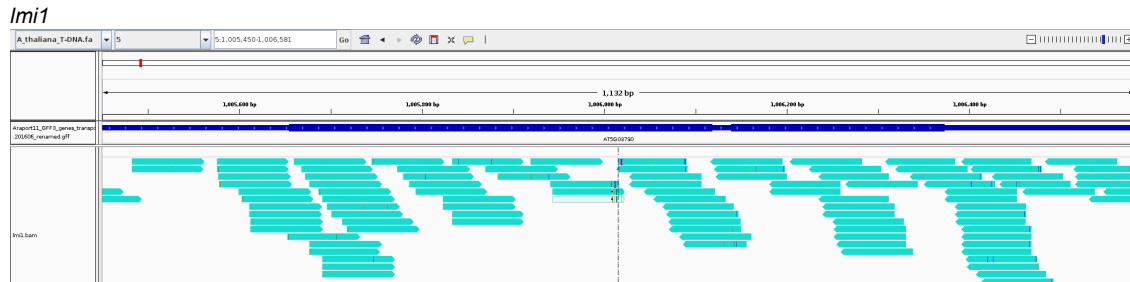 lmi1
A_thaliana_T-DNA.fa 5 5:1,005,450-1,006,581 Go
1,132 bp
1,005,600 bp 1,005,800 bp 1,006,000 bp 1,006,200 bp 1,006,400 bp
Araport11_GFF3_genes_transpo
.201606_renamed.gff
AT5G03790
lmi1.bam